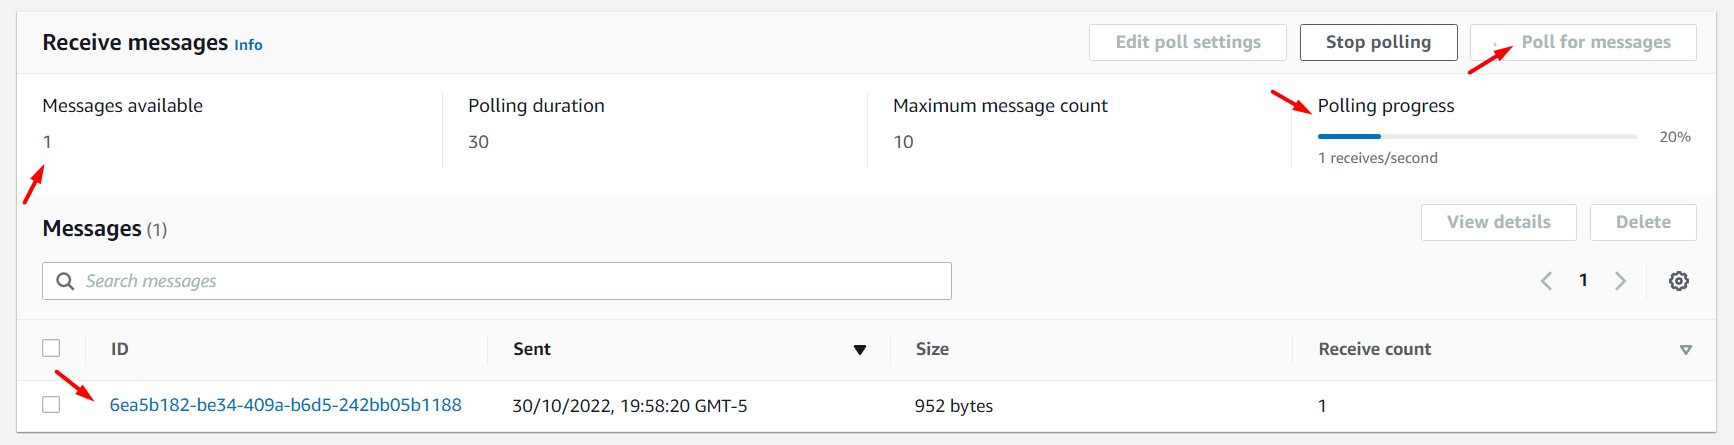 Receive messages Info
Edit poll settings
Stop polling
Poll for messages
Messages available
1
Polling duration
30
Maximum message count
10
Polling progress
20%
1 receives/second
Messages (1)
View details
Delete
Search messages
1
ID Sent Size Receive count
6ea5b182-be34-409a-b6d5-242bb05b1188 30/10/2022, 19:58:20 GMT-5 952 bytes 1